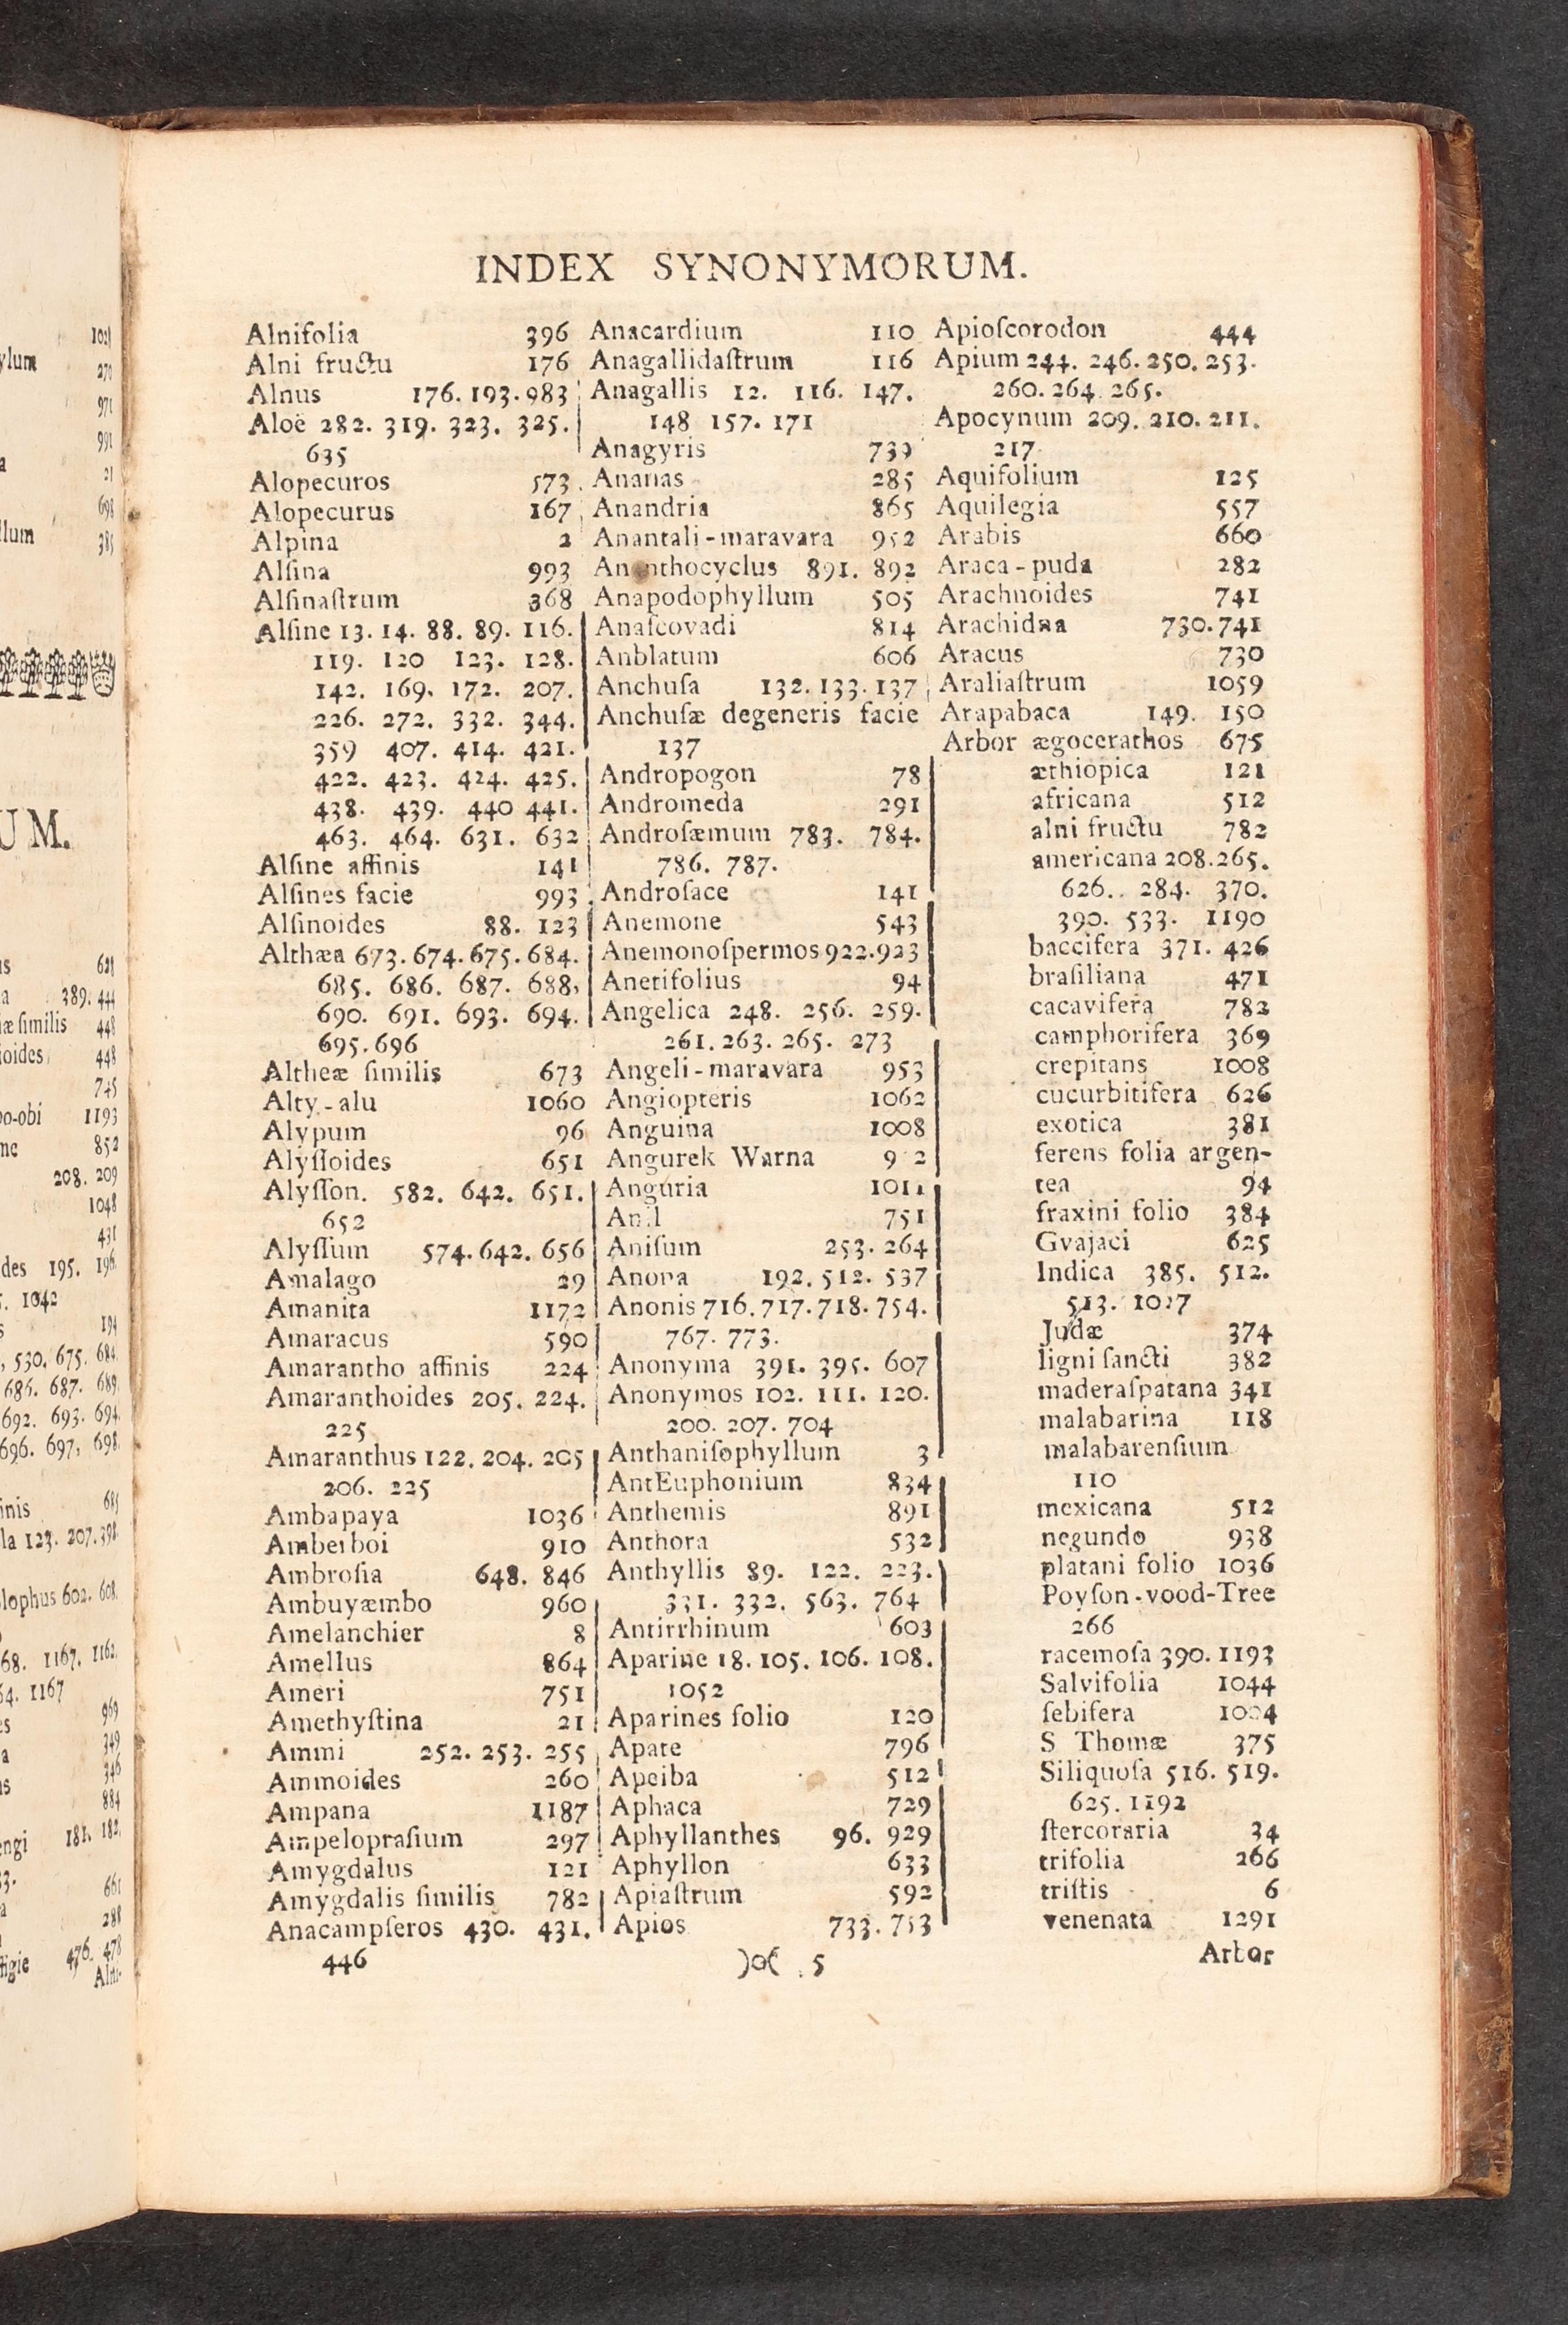 INDEX SYNONYMORUM.
Alnifolia 396
Alni fructu 176
Alnus 176. 193. 983
Aloë 282. 319. 323. 325.
635
Alopecuros 573
Alopecurus 167
Alpina 2
Alſina 993
Alſinaſtrum 368
Alſine 13. 14. 88. 89. 116.
119. 120 123. 128.
142. 169. 172. 207.
226. 272. 332. 344.
359 407. 414. 421.
422. 423. 424. 425.
438. 439. 440 441.
463. 464. 631. 632
Alſine affinis 141
Alſines facie 993
Alſinoides 88. 123
Althæa 673. 674. 675. 684.
685. 686. 687. 688,
690. 691. 693. 694.
695. 696
Altheæ ſimilis 673
Alty-alu 1060
Alypum 96
Alyſſoides 651
Alyſſon. 582. 642. 651.
652
Alyſſum 574. 642. 656
Amalago 29
Amanita 1172
Amaracus 590
Amarantho affinis 224
Amaranthoides 205. 224.
225
Amaranthus 122. 204. 205
206. 225
Ambapaya 1036
Amberboi 910
Ambroſia 648. 846
Ambuyæmbo 960
Amelanchier 8
Amellus 864
Ameri 751
Amethyſtina 21
Ammi 252. 253. 255
Ammoides 260
Ampana 1187
Ampelopraſium 297
Amygdalus 121
Amygdalis ſimilis 782
Anacampſeros 430. 431.
446
Anacardium 110
Anagallidaſtrum 116
Anagallis 12. 116. 147.
148 157. 171
Anagyris 739
Ananas 285
Anandria 865
Anantali-maravara 952
Ananthocyclus 891. 892
Anapodophyllum 505
Anaſcovadi 814
Anblatum 606
Anchuſa 132. 133. 137
Anchuſæ degeneris facie
137
Andropogon 78
Andromeda 291
Androſæmum 783. 784.
786. 787.
Androſace 141
Anemone 543
Anemonoſpermos 922. 923
Anetifolius 94
Angelica 248. 256. 259.
261. 263. 265. 273
Angeli-maravara 953
Angiopteris 1062
Anguina 1008
Angurek Warna 9 2
Anguria 1011
Anil 751
Aniſum 253. 264
Anona 192. 512. 537
Anonis 716. 717. 718. 754.
767. 773.
Anonyma 391. 395. 607
Anonymos 102. 111. 120.
200. 207. 704
Anthaniſophyllum 3
AntEuphonium 834
Anthemis 891
Anthora 532
Anthyllis 89. 122. 223.
331. 332. 563. 764
Antirrhinum 603
Aparine 18. 105. 106. 108.
1052
Aparines folio 120
Apate 796
Apeiba 512
Aphaca 729
Aphyllanthes 96. 929
Aphyllon 633
Apiaſtrum 592
Apios 733. 753
)o( 5
Apioſcorodon 444
Apium 244. 246. 250. 253.
260. 264. 265.
Apocynum 209. 210. 211.
217
Aquifolium 125
Aquilegia 557
Arabis 660
Araca-puda 282
Arachnoides 741
Arachidna 730. 741
Aracus 730
Araliaſtrum 1059
Arapabaca 149. 150
Arbor ægocerathos 675
æthiopica 121
africana 512
alni fructu 782
americana 208. 265.
626. 284. 370.
390. 533. 1190
baccifera 371. 426
braſiliana 471
cacavifera 782
camphorifera 369
crepitans 1008
cucurbitifera 626
exotica 381
ferens folia argen-
tea 94
fraxini folio 384
Gvajaci 625
Indica 385. 512.
513. 1027
Judæ 374
ligni ſancti 382
maderaſpatana 341
malabarina 118
malabarenſium
110
mexicana 512
negundo 938
platani folio 1036
Poyſon-vood-Tree
266
racemoſa 390. 1193
Salvifolia 1044
ſebifera 1004
S Thomæ 375
Siliquoſa 516. 519.
625. 1192
ſtercoraria 34
trifolia 266
triſtis 6
venenata 1291
Arbor